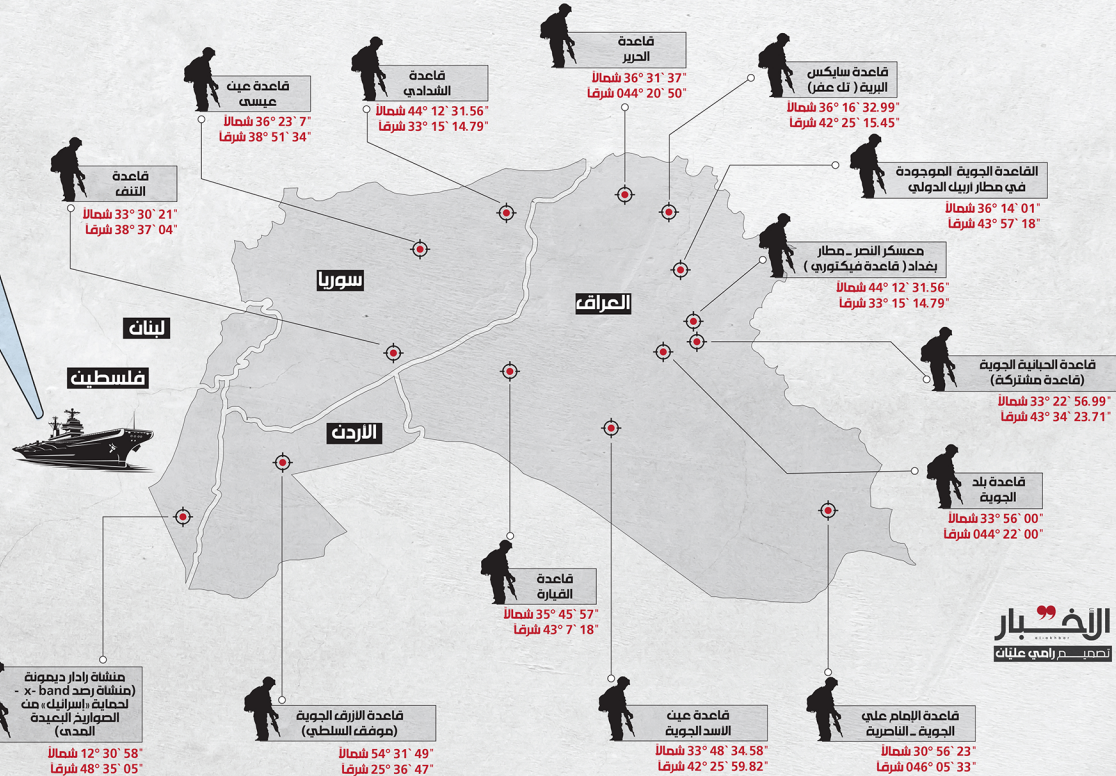 قاعدة
الحرير
36° 31` 37" شمالاً
044° 20` 50" شرقاً
قاعدة سايكس
البرية (تل عفر)
36° 16` 32.99" شمالاً
42° 25` 15.45" شرقاً
قاعدة
الشدادي
44° 12` 31.56" شمالاً
33° 15` 14.79" شرقاً
قاعدة عين
عيسى
36° 23` 7" شمالاً
38° 51` 34" شرقاً
القاعدة الجوية الموجودة
في مطار أربيل الدولي
36° 14` 01" شمالاً
43° 57` 18" شرقاً
قاعدة
التنف
33° 30` 21" شمالاً
38° 37` 04" شرقاً
معسكر النصر ـ مطار
بغداد (قاعدة فيكتوري)
44° 12` 31.56" شمالاً
33° 15` 14.79" شرقاً
سوريا
العراق
لبنان
فلسطين
الأردن
قاعدة الحبانية الجوية
(قاعدة مشتركة)
33° 22` 56.99" شمالاً
43° 34` 23.71" شرقاً
قاعدة بلد
الجوية
33° 56` 00" شمالاً
044° 22` 00" شرقاً
قاعدة
القيارة
35° 45` 57" شمالاً
43° 7` 18" شرقاً
الأخبار
alakhbar
تصميم رامي عليّان
منشأة رادار ديمونة
(منشأة رصد x-band -
لحماية «إسرائيل» من
الصواريخ البعيدة
المدى)
12° 30` 58" شمالاً
48° 35` 05" شرقاً
قاعدة الأزرق الجوية
(موفق السلطي)
54° 31` 49" شمالاً
25° 36` 47" شرقاً
قاعدة عين
الأسد الجوية
33° 48` 34.58" شمالاً
42° 25` 59.82" شرقاً
قاعدة الإمام علي
الجوية ـ الناصرية
30° 56` 23" شمالاً
046° 05` 33" شرقاً